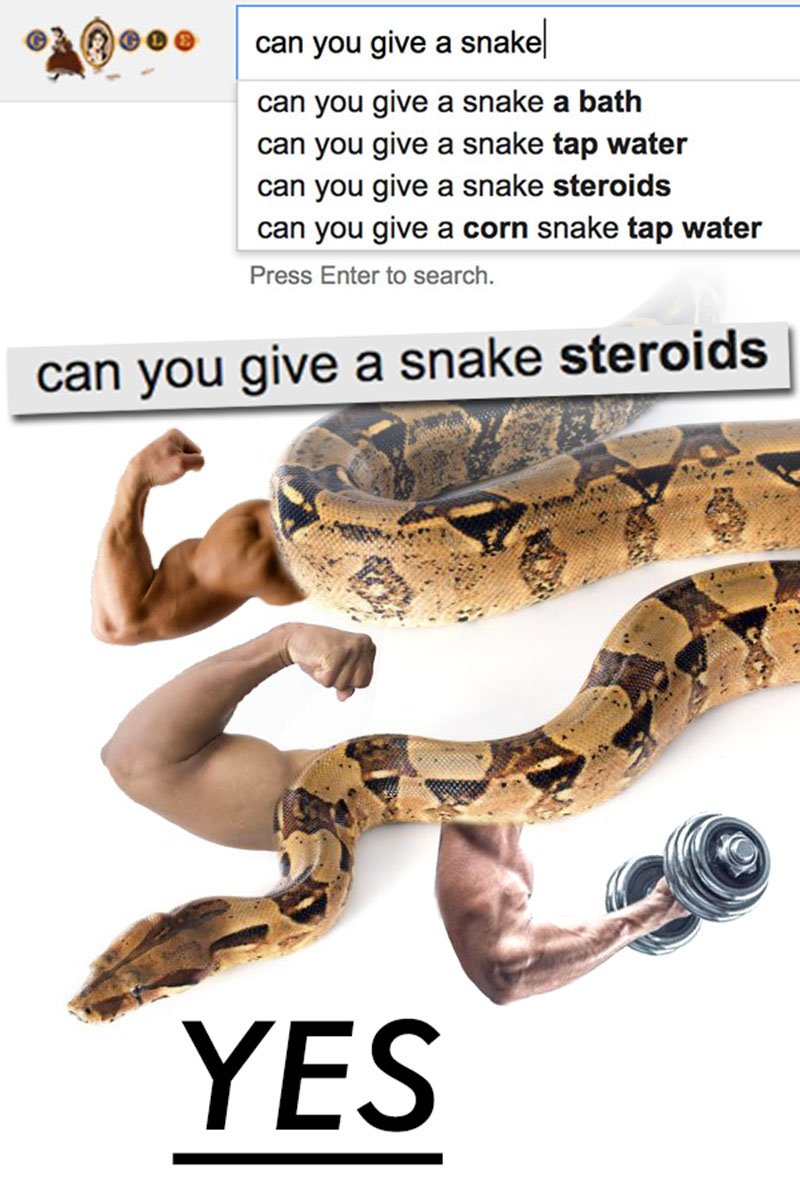 GOOGLE
can you give a snake
can you give a snake a bath
can you give a snake tap water
can you give a snake steroids
can you give a corn snake tap water
Press Enter to search.
can you give a snake steroids
YES